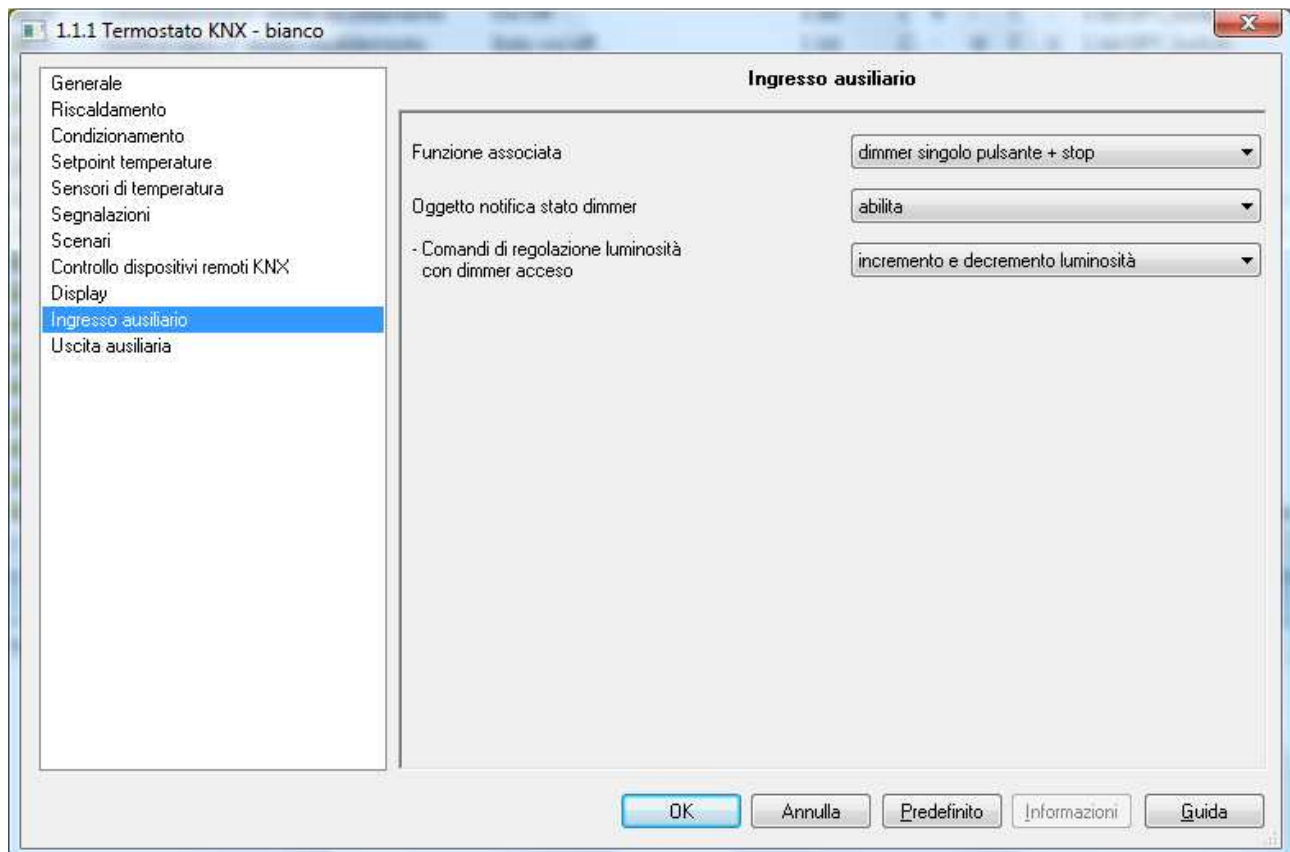 1.1.1 Termostato KNX - bianco
Generale
Riscaldamento
Condizionamento
Setpoint temperature
Sensori di temperatura
Segnalazioni
Scenari
Controllo dispositivi remoti KNX
Display
Ingresso ausiliario
Uscita ausiliaria
Ingresso ausiliario
Funzione associata
dimmer singolo pulsante + stop
Oggetto notifica stato dimmer
abilita
- Comandi di regolazione luminosità
con dimmer acceso
incremento e decremento luminosità
OK
Annulla
Predefinito
Informazioni
Guida